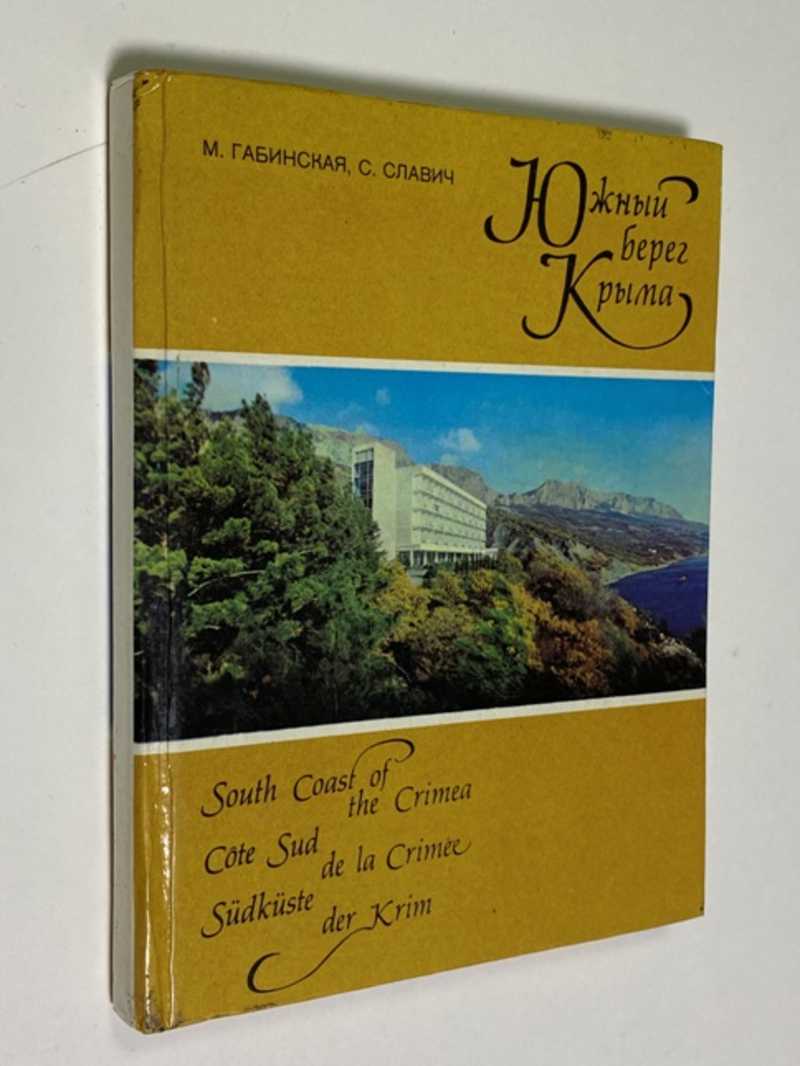 М. ГАБИНСКАЯ, С. СЛАВИЧ
Южный
берег
Крыма
South Coast of
the Crimea
Côte Sud
de la Crimée
Südküste
der Krim